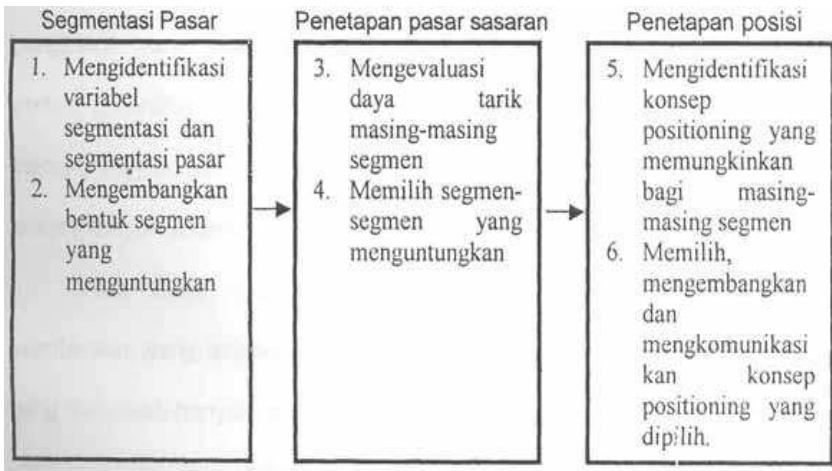 Segmentasi Pasar
1. Mengidentifikasi
variabel
segmentasi dan
segmentasi pasar
2. Mengembangkan
bentuk segmen
yang
menguntungkan
Penetapan pasar sasaran
3. Mengevaluasi
daya tarik
masing-masing
segmen
4. Memilih segmen-
segmen yang
menguntungkan
Penetapan posisi
5. Mengidentifikasi
konsep
positioning yang
memungkinkan
bagi masing-
masing segmen
6. Memilih,
mengembangkan
dan
mengkomunikasi
kan konsep
positioning yang
dipilih.